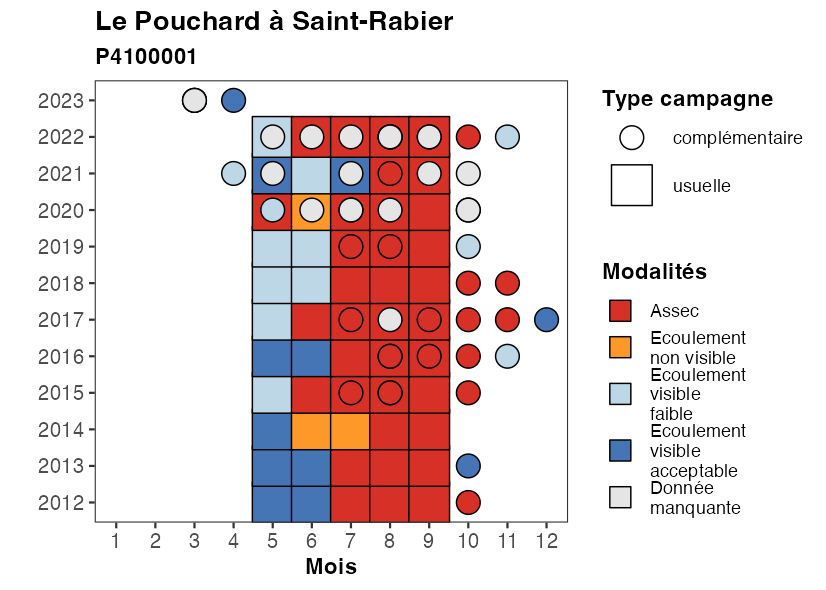 Le Pouchard à Saint-Rabier
P4100001
2023
2022
2021
2020
2019
2018
2017
2016
2015
2014
2013
2012
1 2 3 4 5 6 7 8 9 10 11 12
Mois
Type campagne
complémentaire
usuelle
Modalités
Assec
Ecoulement
non visible
Ecoulement
visible
faible
Ecoulement
visible
acceptable
Donnée
manquante